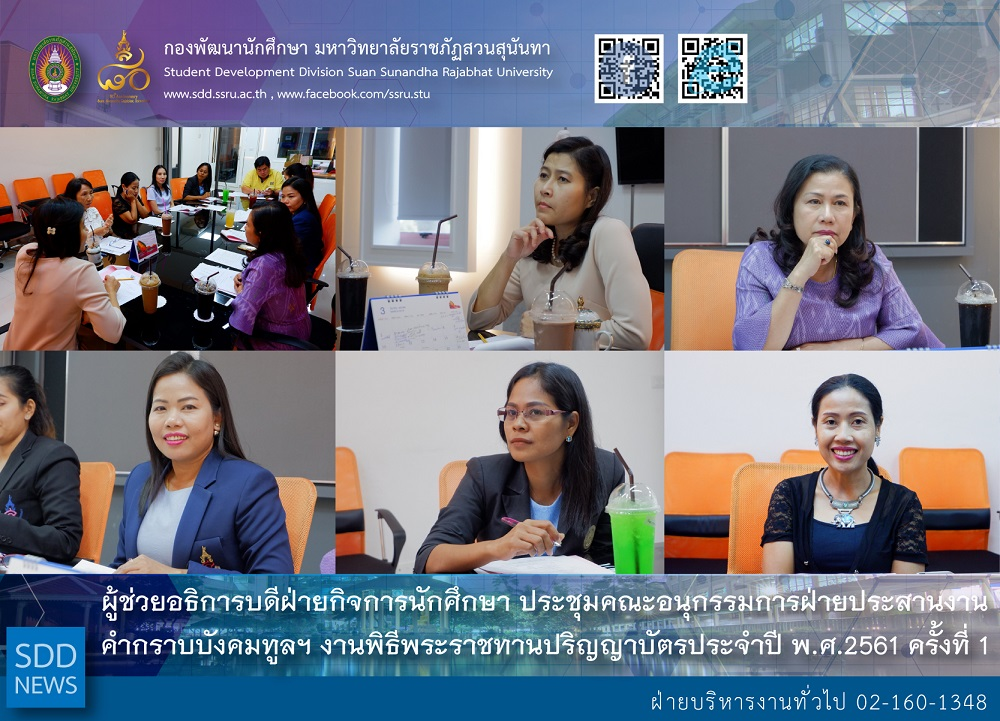 กองพัฒนานักศึกษา มหาวิทยาลัยราชภัฏสวนสุนันทา
Student Development Division Suan Sunandha Rajabhat University
www.sdd.ssru.ac.th , www.facebook.com/ssru.stu
3
ผู้ช่วยอธิการบดีฝ่ายกิจการนักศึกษา ประชุมคณะอนุกรรมการฝ่ายประสานงาน
คำกราบบังคมทูลฯ งานพิธีพระราชทานปริญญาบัตรประจำปี พ.ศ.2561 ครั้งที่ 1
SDD
NEWS
ฝ่ายบริหารงานทั่วไป 02-160-1348